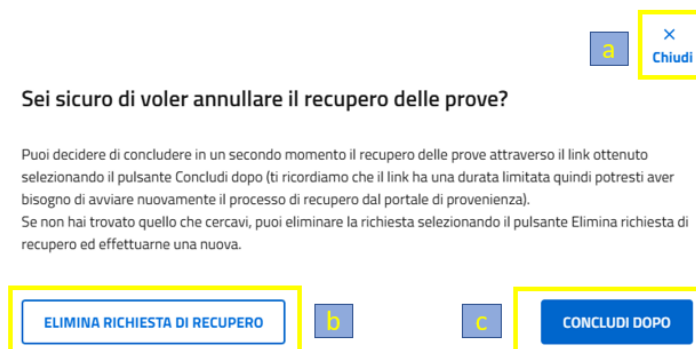 a
×
Chiudi
Sei sicuro di voler annullare il recupero delle prove?
Puoi decidere di concludere in un secondo momento il recupero delle prove attraverso il link ottenuto
selezionando il pulsante Concludi dopo (ti ricordiamo che il link ha una durata limitata quindi potresti aver
bisogno di avviare nuovamente il processo di recupero dal portale di provenienza).
Se non hai trovato quello che cercavi, puoi eliminare la richiesta selezionando il pulsante Elimina richiesta di
recupero ed effettuarne una nuova.
ELIMINA RICHIESTA DI RECUPERO b c CONCLUDI DOPO